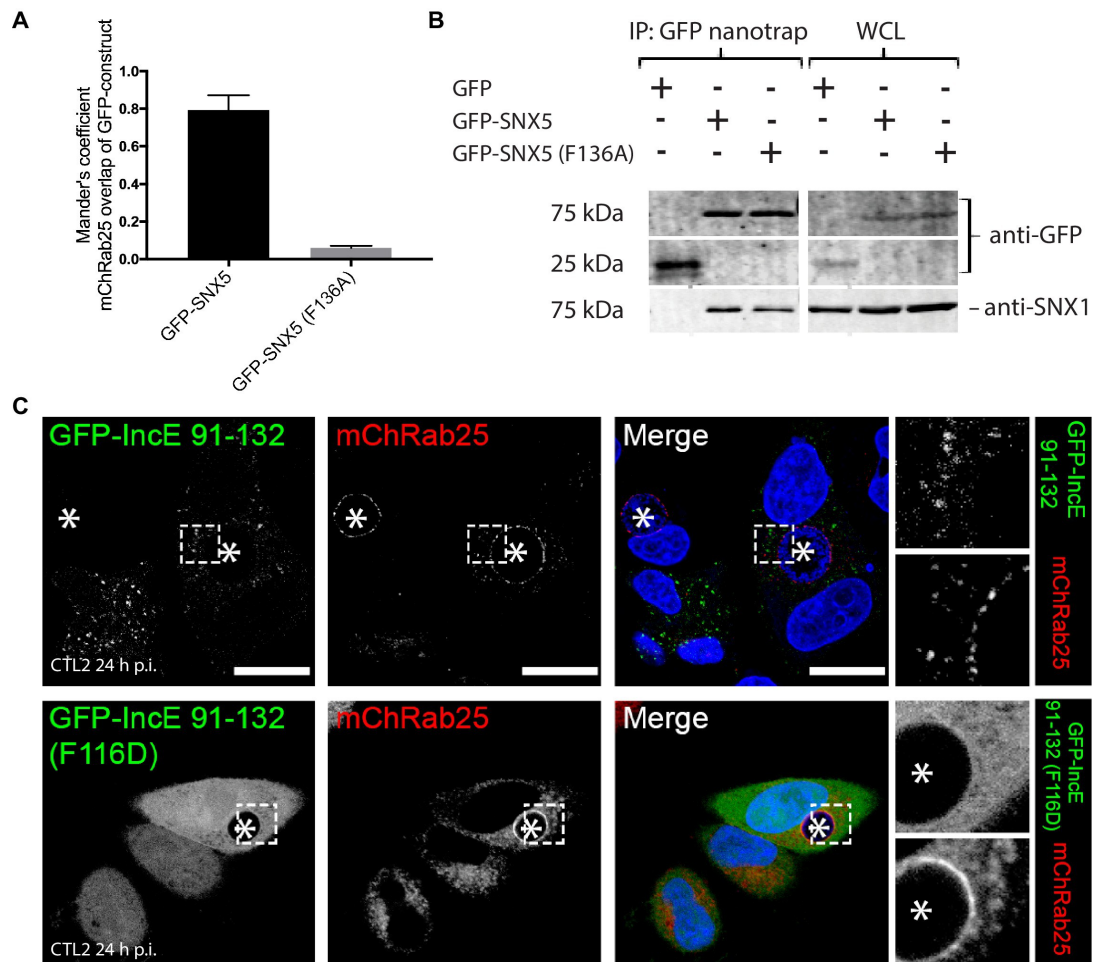 A
Mander's coefficient
mChRab25 overlap of GFP-construct
1.0
0.8
0.6
0.4
0.2
0.0
GFP-SNX5
GFP-SNX5 (F136A)
B
IP: GFP nanotrap WCL
GFP + - - + - -
GFP-SNX5 - + - - + -
GFP-SNX5 (F136A) - - + - - +
75 kDa
25 kDa
anti-GFP
75 kDa
– anti-SNX1
C
GFP-IncE 91-132
*
*
CTL2 24 h p.i.
mChRab25
*
*
Merge
*
*
GFP-IncE
91-132
mChRab25
GFP-IncE 91-132
(F116D)
*
CTL2 24 h p.i.
mChRab25
*
Merge
*
*
*
GFP-IncE
91-132 (F116D)
mChRab25